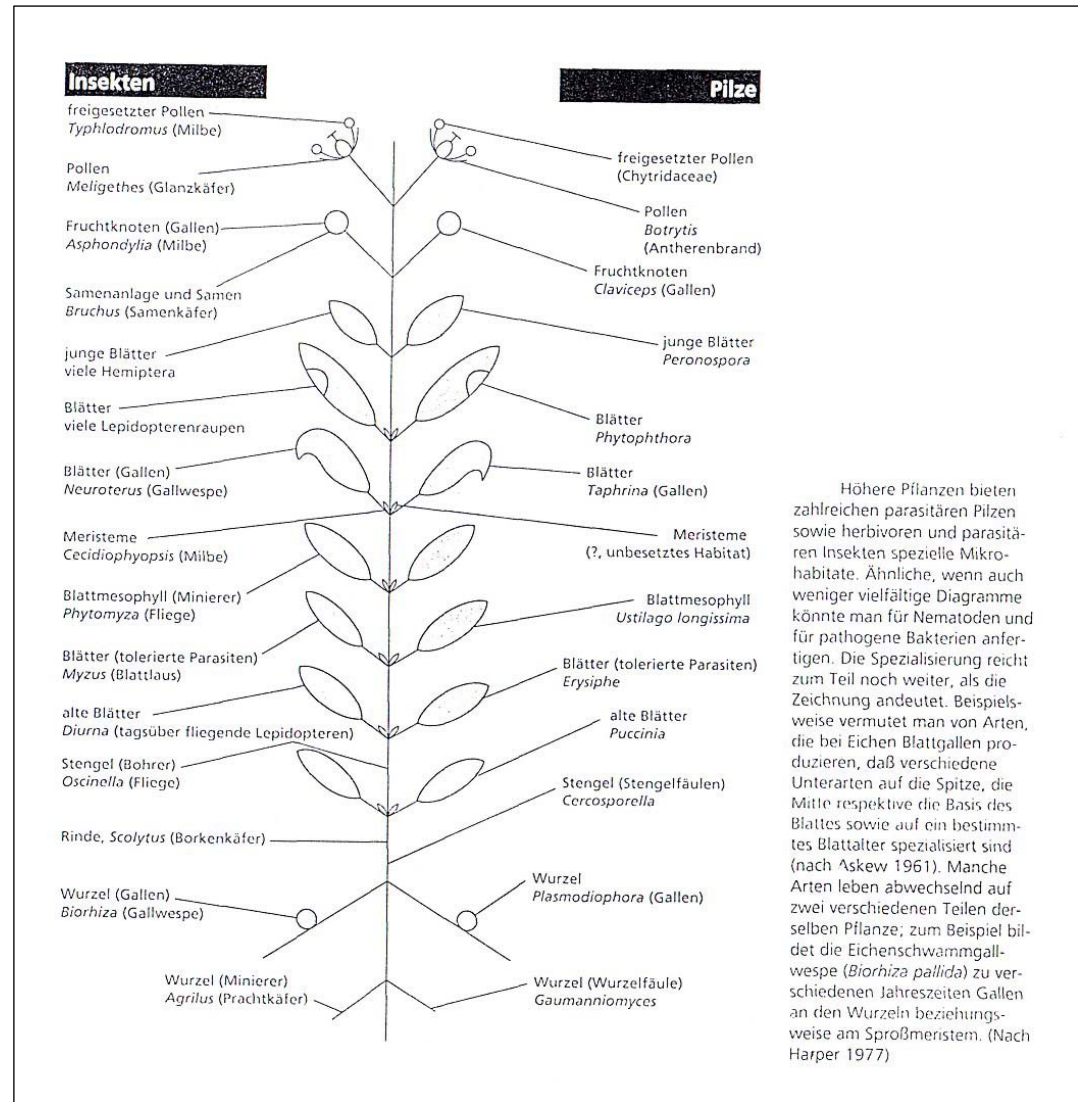 Insekten
freigesetzter Pollen
Typhlodromus (Milbe)
Pollen
Meligethes (Glanzkäfer)
Fruchtknoten (Gallen)
Asphondylia (Milbe)
Samenanlage und Samen
Bruchus (Samenkäfer)
junge Blätter
viele Hemiptera
Blätter
viele Lepidopterenraupen
Blätter (Gallen)
Neuroterus (Gallwespe)
Meristeme
Cecidiophyopsis (Milbe)
Blattmesophyll (Minierer)
Phytomyza (Fliege)
Blätter (tolerierte Parasiten)
Myzus (Blattlaus)
alte Blätter
Diurna (tagsüber fliegende Lepidopteren)
Stengel (Bohrer)
Oscinella (Fliege)
Rinde, Scolytus (Borkenkäfer)
Wurzel (Gallen)
Biorhiza (Gallwespe)
Wurzel (Minierer)
Agrilus (Prachtkäfer)
Pilze
freigesetzter Pollen
(Chytridaceae)
Pollen
Botrytis
(Antherenbrand)
Fruchtknoten
Claviceps (Gallen)
junge Blätter
Peronospora
Blätter
Phytophthora
Blätter
Taphrina (Gallen)
Meristeme
(?, unbesetztes Habitat)
Blattmesophyll
Ustilago longissima
Blätter (tolerierte Parasiten)
Erysiphe
alte Blätter
Puccinia
Stengel (Stengelfäulen)
Cercosporella
Wurzel
Plasmodiophora (Gallen)
Wurzel (Wurzelfäule)
Gaumanniomyces
Höhere Pflanzen bieten
zahlreichen parasitären Pilzen
sowie herbivoren und parasitä-
ren Insekten spezielle Mikro-
habitate. Ähnliche, wenn auch
weniger vielfältige Diagramme
könnte man für Nematoden und
für pathogene Bakterien anfer-
tigen. Die Spezialisierung reicht
zum Teil noch weiter, als die
Zeichnung andeutet. Beispiels-
weise vermutet man von Arten,
die bei Eichen Blattgallen pro-
duzieren, daß verschiedene
Unterarten auf die Spitze, die
Mitte respektive die Basis des
Blattes sowie auf ein bestimm-
tes Blattalter spezialisiert sind
(nach Askew 1961). Manche
Arten leben abwechselnd auf
zwei verschiedenen Teilen der-
selben Pflanze; zum Beispiel bil-
det die Eichenschwammgall-
wespe (Biorhiza pallida) zu ver-
schiedenen Jahreszeiten Gallen
an den Wurzeln beziehungs-
weise am Sproßmeristem. (Nach
Harper 1977)